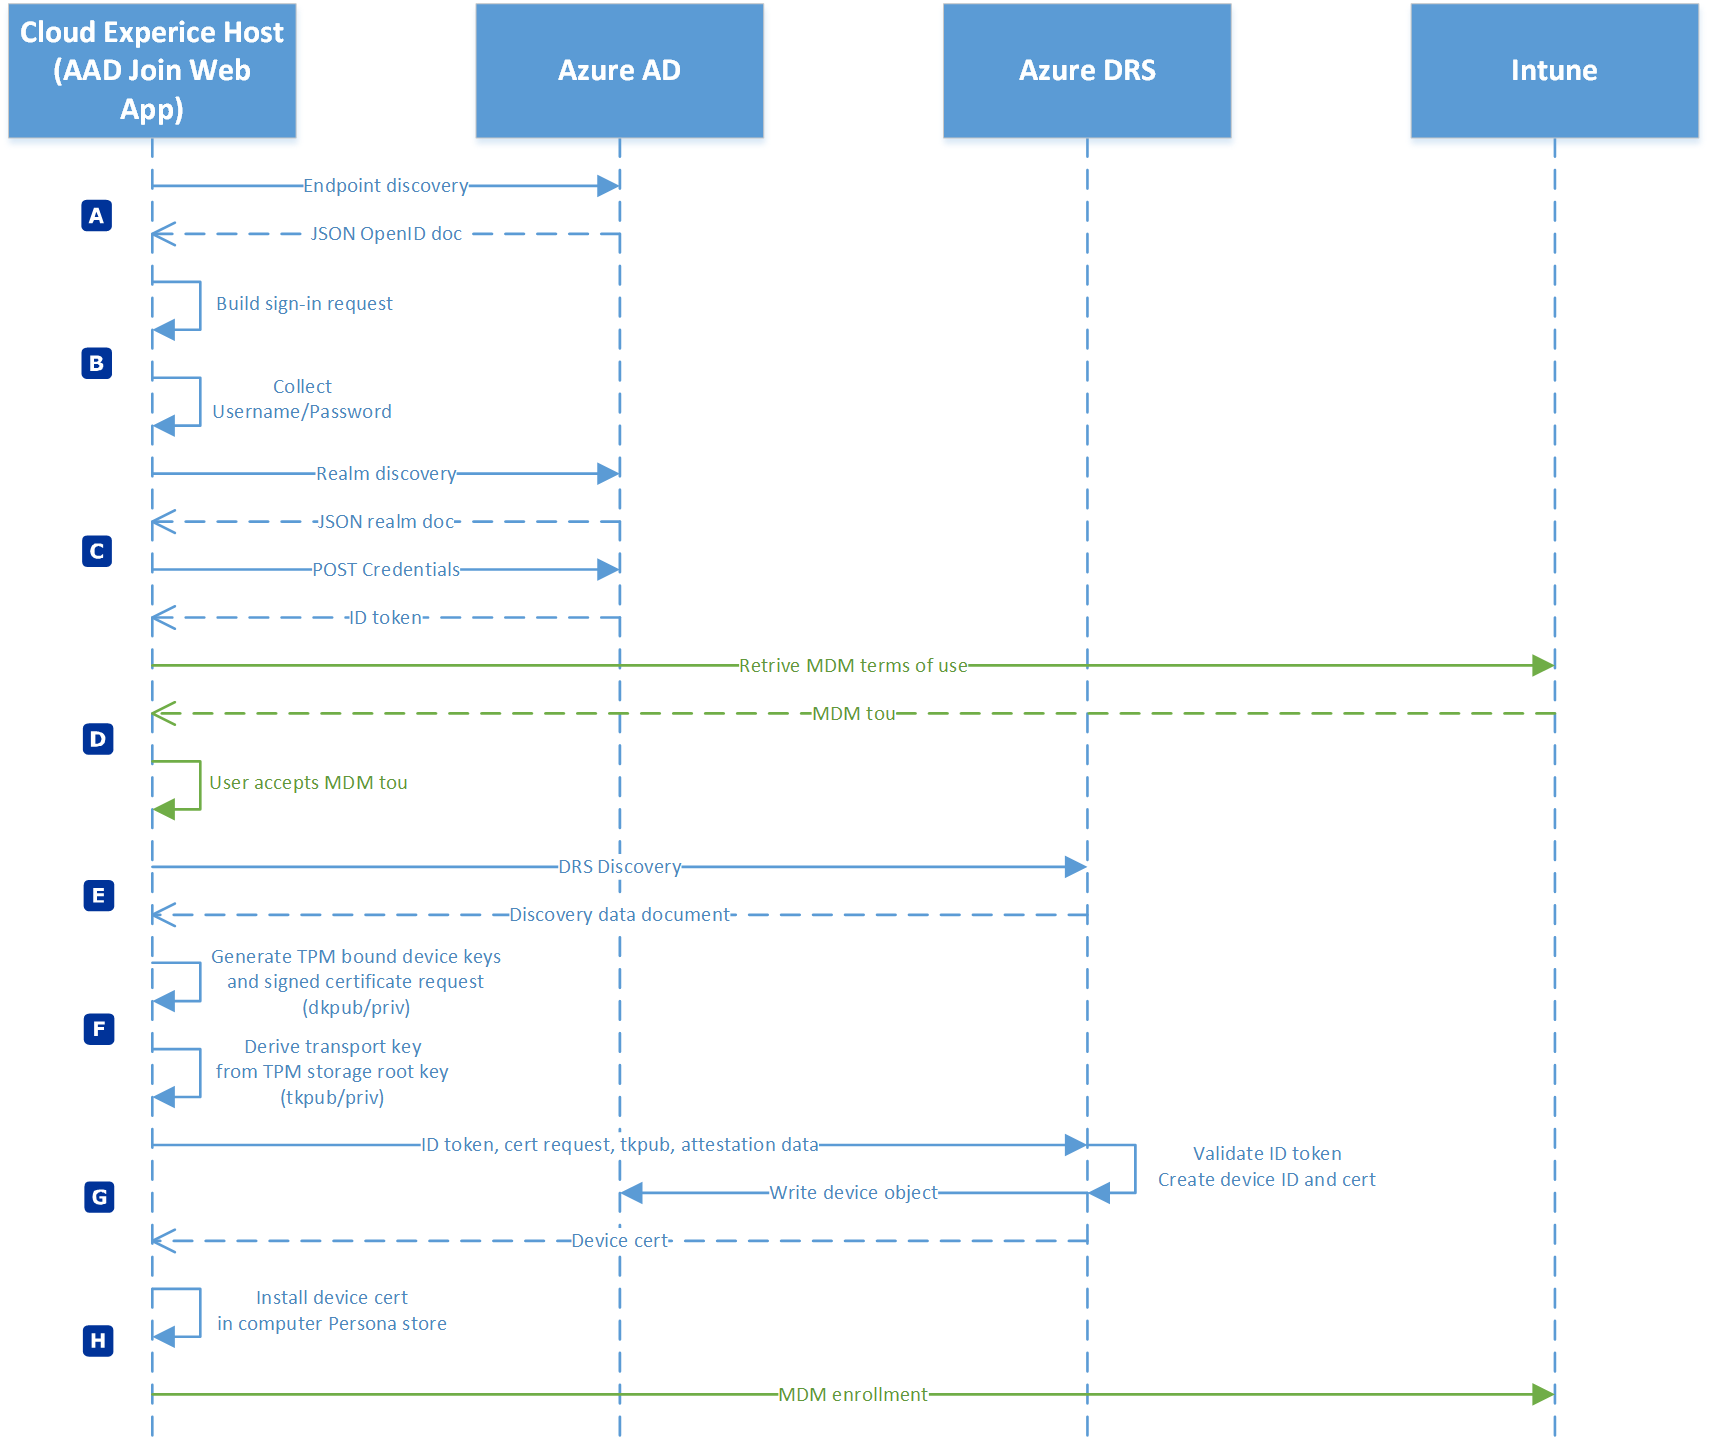 Cloud Experice Host
(AAD Join Web
App)
Azure AD
Azure DRS
Intune
Endpoint discovery
A
JSON OpenID doc
Build sign-in request
B
Collect
Username/Password
Realm discovery
JSON realm doc
C
POST Credentials
ID token
Retrive MDM terms of use
MDM tou
D
User accepts MDM tou
DRS Discovery
E
Discovery data document
Generate TPM bound device keys
and signed certificate request
(dkpub/priv)
F
Derive transport key
from TPM storage root key
(tkpub/priv)
ID token, cert request, tkpub, attestation data
Validate ID token
Create device ID and cert
G
Write device object
Device cert
Install device cert
in computer Persona store
H
MDM enrollment